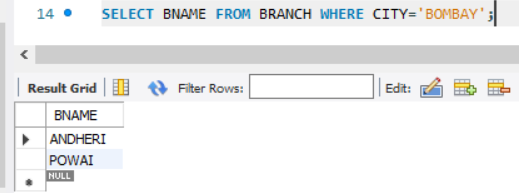 14 SELECT BNAME FROM BRANCH WHERE CITY='BOMBAY';
Result Grid Filter Rows: Edit:
BNAME
ANDHERI
POWAI
NULL